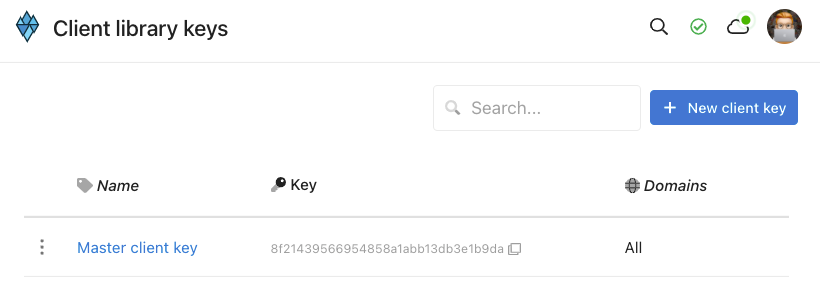 Client library keys
Search...
New client key
Name
Key
Domains
Master client key
8f21439566954858a1abb13db3e1b9da
All